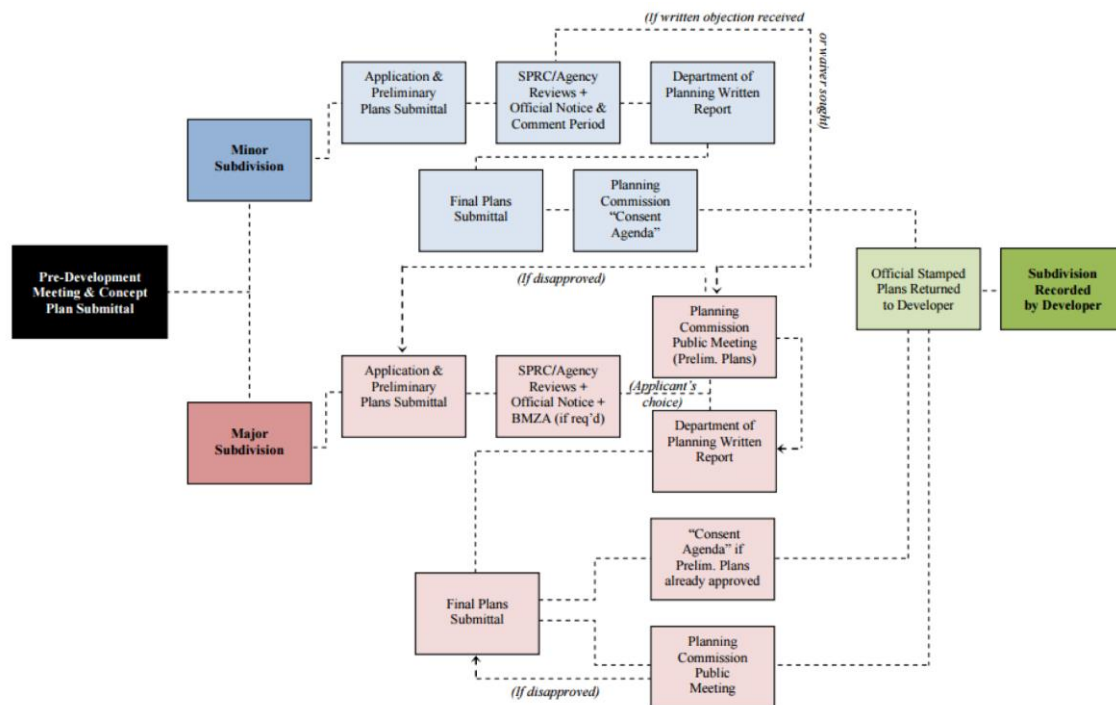 (If written objection received
or waiver sought)
Application &
Preliminary
Plans Submittal
SPRC/Agency
Reviews +
Official Notice &
Comment Period
Department of
Planning Written
Report
Minor
Subdivision
Final Plans
Submittal
Planning
Commission
“Consent
Agenda”
Pre-Development
Meeting & Concept
Plan Submittal
(If disapproved)
Official Stamped
Plans Returned
to Developer
Subdivision
Recorded
by Developer
Planning
Commission
Public Meeting
(Prelim. Plans)
Application &
Preliminary
Plans Submittal
SPRC/Agency
Reviews +
Official Notice +
BMZA (if req’d)
(Applicant’s
choice)
Major
Subdivision
Department of
Planning Written
Report
“Consent
Agenda” if
Prelim. Plans
already approved
Final Plans
Submittal
Planning
Commission
Public
Meeting
(If disapproved)